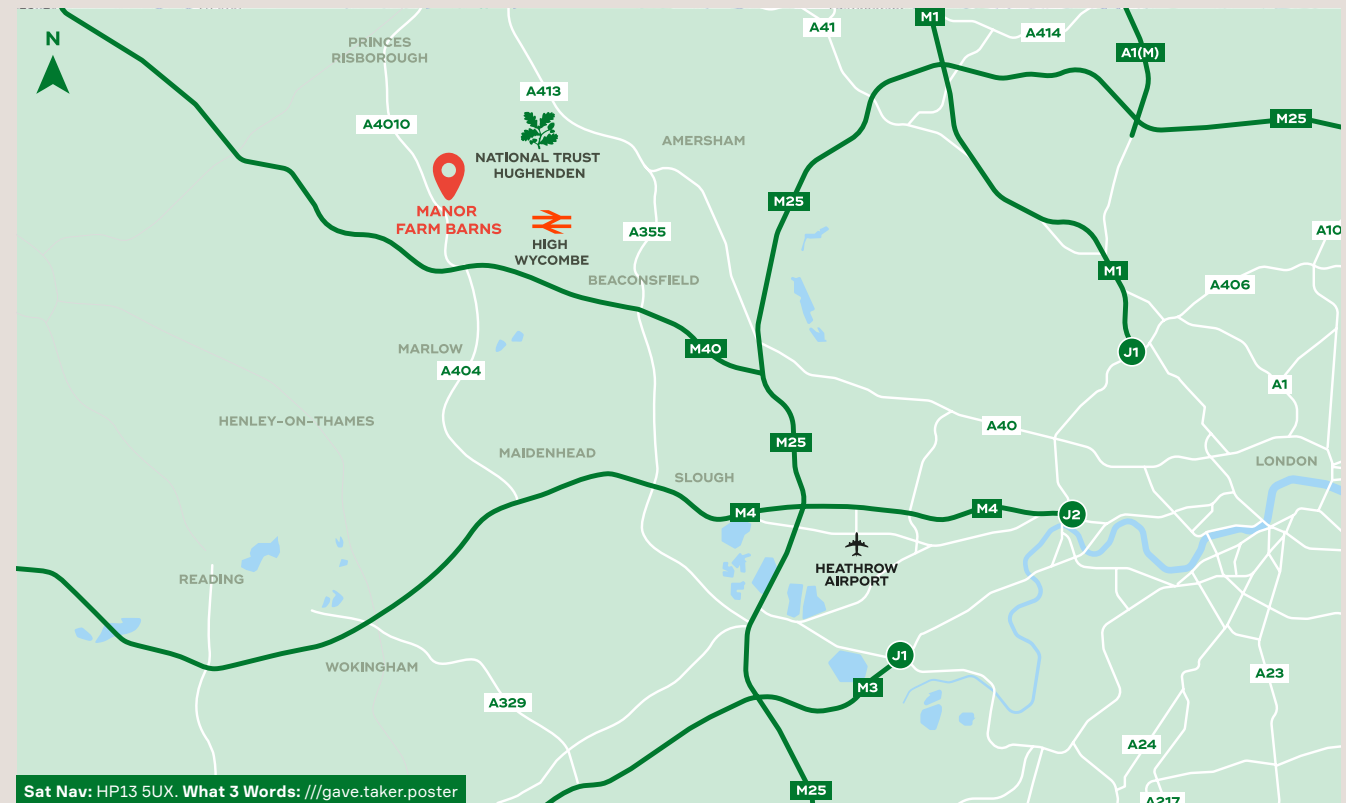 N
PRINCES
RISBOROUGH
A41
M1
A414
A1(M)
A413
A4010
M25
NATIONAL TRUST
HUGHENDEN
AMERSHAM
M25
MANOR
FARM BARNS
HIGH
WYCOMBE
A355
A10
BEACONSFIELD
M1
A406
MARLOW
A404
M40
J1
A1
HENLEY-ON-THAMES
A40
MAIDENHEAD
M25
SLOUGH
LONDON
M4
M4
J2
HEATHROW
AIRPORT
READING
WOKINGHAM
J1
M3
A329
A23
A24
M25
A217
Sat Nav: HP13 5UX. What 3 Words: ///gave.taker.poster